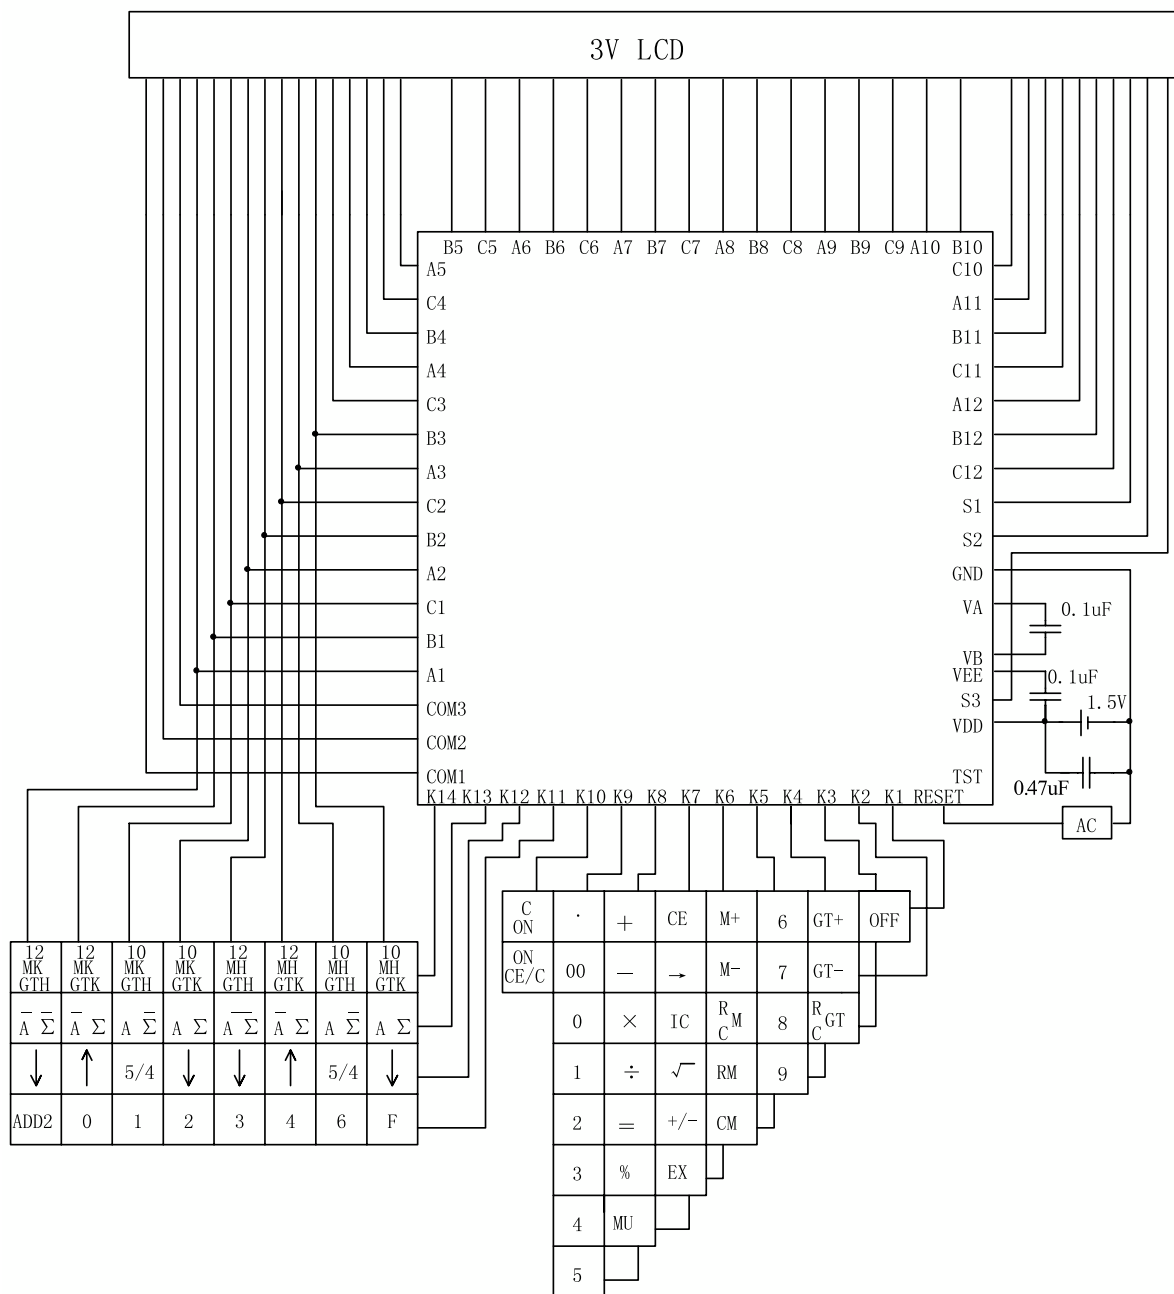 3V LCD
B5 C5 A6 B6 C6 A7 B7 C7 A8 B8 C8 A9 B9 C9 A10 B10
A5 C10
C4 A11
B4 B11
A4 C11
C3 A12
B3 B12
A3 C12
C2 S1
B2 S2
A2 GND
C1 VA 0.1uF
B1 VB
A1 VEE 0.1uF
COM3 S3 1.5V
COM2 VDD
COM1 TST 0.47uF
K14 K13 K12 K11 K10 K9 K8 K7 K6 K5 K4 K3 K2 K1 RESET
AC
C ON · + CE M+ 6 GT+ OFF
ON CE/C 00 − → M- 7 GT-
0 × IC RC M 8 RC GT
1 ÷ √ RM 9
2 = +/- CM
3 % EX
4 MU
5
12 12 10 10 12 12 10 10
MK MK MK MK MH MH MH MH
GTH GTK GTH GTK GTH GTK GTH GTK
A̅ Σ̅ A̅ Σ A Σ̅ A Σ A̅ Σ̅ A̅ Σ A Σ̅ A Σ
↓ ↑ 5/4 ↓ ↓ ↑ 5/4 ↓
ADD2 0 1 2 3 4 6 F